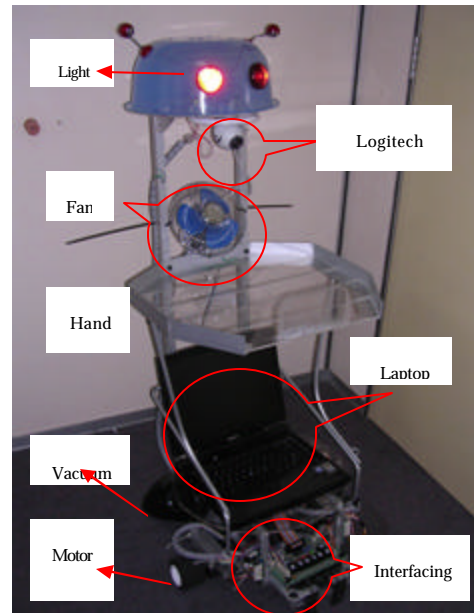 Light
Logitech
Fan
Hand
Laptop
Vacuum
Motor
Interfacing